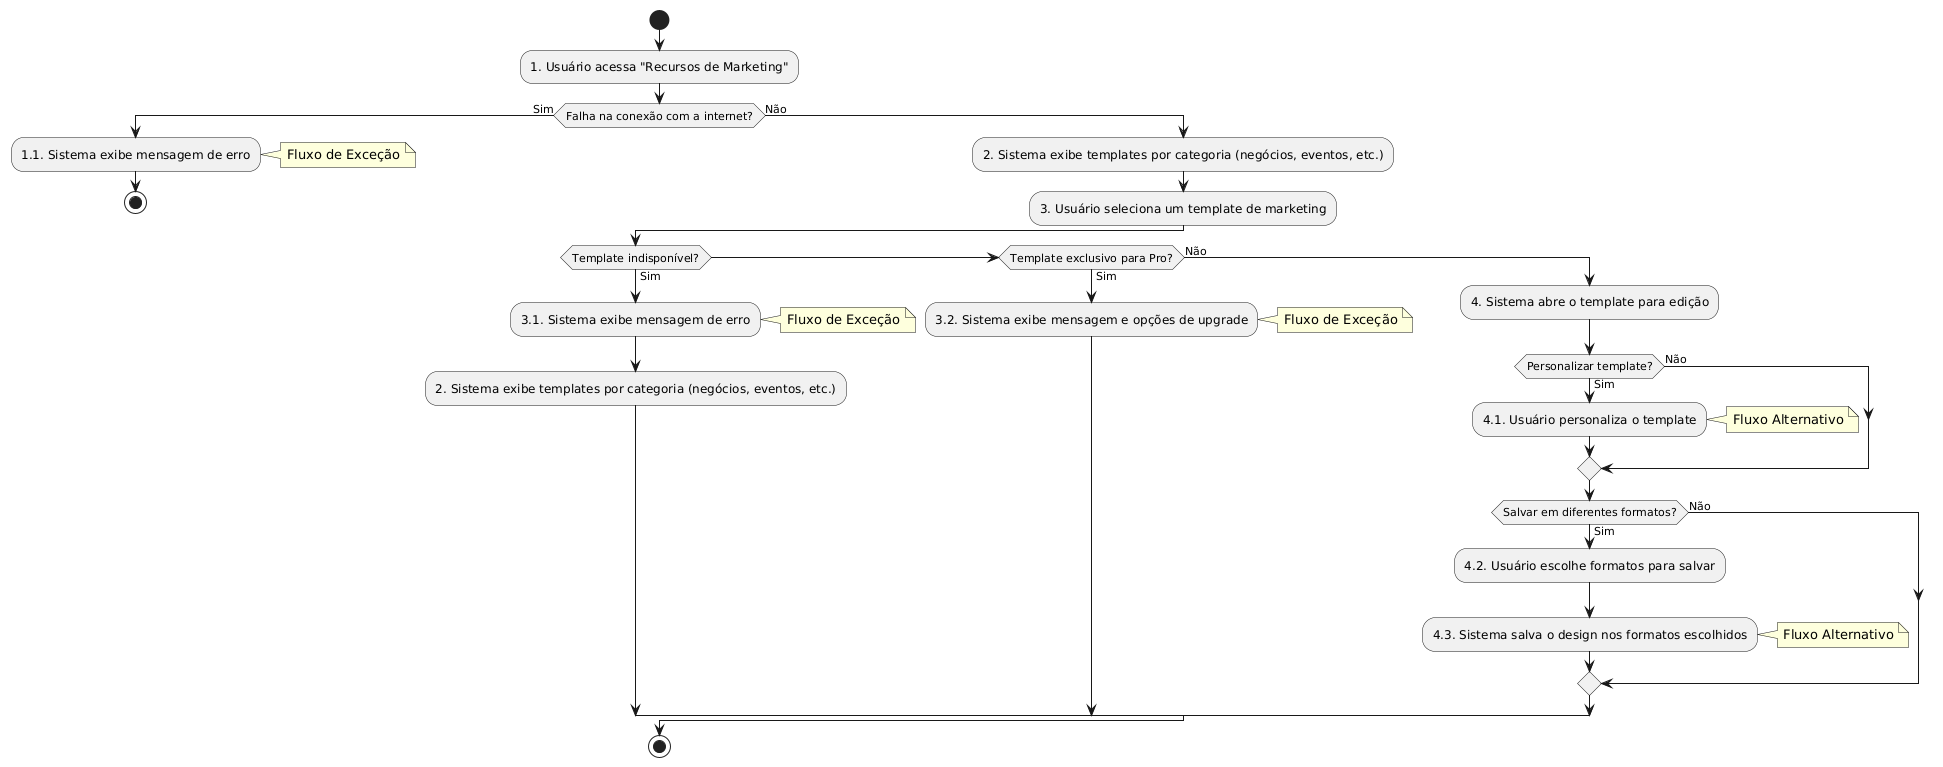 1. Usuário acessa "Recursos de Marketing"
Sim
Falha na conexão com a internet?
Não
1.1. Sistema exibe mensagem de erro
Fluxo de Exceção
2. Sistema exibe templates por categoria (negócios, eventos, etc.)
3. Usuário seleciona um template de marketing
Template indisponível?
Sim
Template exclusivo para Pro?
Sim
Não
3.1. Sistema exibe mensagem de erro
Fluxo de Exceção
3.2. Sistema exibe mensagem e opções de upgrade
Fluxo de Exceção
4. Sistema abre o template para edição
2. Sistema exibe templates por categoria (negócios, eventos, etc.)
Personalizar template?
Não
Sim
4.1. Usuário personaliza o template
Fluxo Alternativo
Salvar em diferentes formatos?
Não
Sim
4.2. Usuário escolhe formatos para salvar
4.3. Sistema salva o design nos formatos escolhidos
Fluxo Alternativo